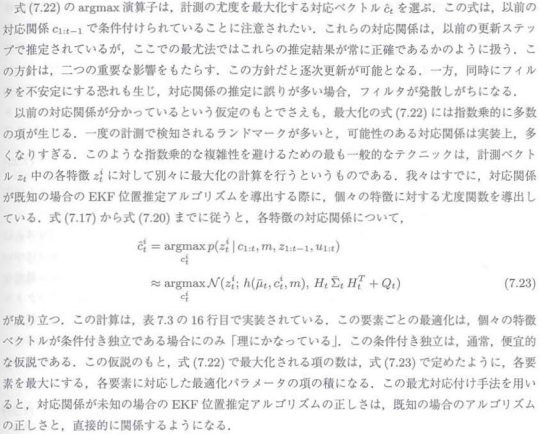 式 (7.22) の argmax 演算子は，計測の尤度を最大化する対応ベクトル ĉt を選ぶ．この式は，以前の
対応関係 c1:t−1 で条件付けられていることに注意されたい．これらの対応関係は，以前の更新ステッ
プで推定されているが，ここでの最尤法ではこれらの推定結果が常に正確であるかのように扱う．こ
の方針は，二つの重要な影響をもたらす．この方針だと逐次更新が可能となる．一方，同時にフィル
タを不安定にする恐れも生じ，対応関係の推定に誤りが多い場合，フィルタが発散しがちになる．
以前の対応関係が分かっているという仮定のもとでさえも，最大化の式 (7.22) には指数乗的に多数
の項が生じる．一度の計測で検知されるランドマークが多いと，可能性のある対応関係は実装上，多
くなりすぎる．このような指数乗的な複雑性を避けるための最も一般的なテクニックは，計測ベクト
ル zt 中の各特徴 z_t^i に対して別々に最大化の計算を行うというものである．我々はすでに，対応関係
が既知の場合の EKF 位置推定アルゴリズムを導出する際に，個々の特徴に対する尤度関数を導出し
ている．式 (7.17) から式 (7.20) までに従うと，各特徴の対応関係について，
ĉ_t^i = argmax p(z_t^i | c1:t, m, z1:t−1, u1:t)
c_t^i
≈ argmax N(z_t^i; h(μ̄t, c_t^i, m), Ht Σ̄t H_t^T + Qt) (7.23)
c_t^i
が成り立つ．この計算は，表7.3 の 16 行目で実装されている．この要素ごとの最適化は，個々の特徴
ベクトルが条件付き独立である場合にのみ「理にかなっている」．この条件付き独立は，通常，便宜的
な仮説である．この仮説のもと，式 (7.22) で最大化される項の数は，式 (7.23) で定めたように，各要
素を最大にする，各要素に対応した最適化パラメータの項の積になる．この最尤対応付け手法を用い
ると，対応関係が未知の場合の EKF 位置推定アルゴリズムの正しさは，既知の場合のアルゴリズム
の正しさと，直接的に関係するようになる．